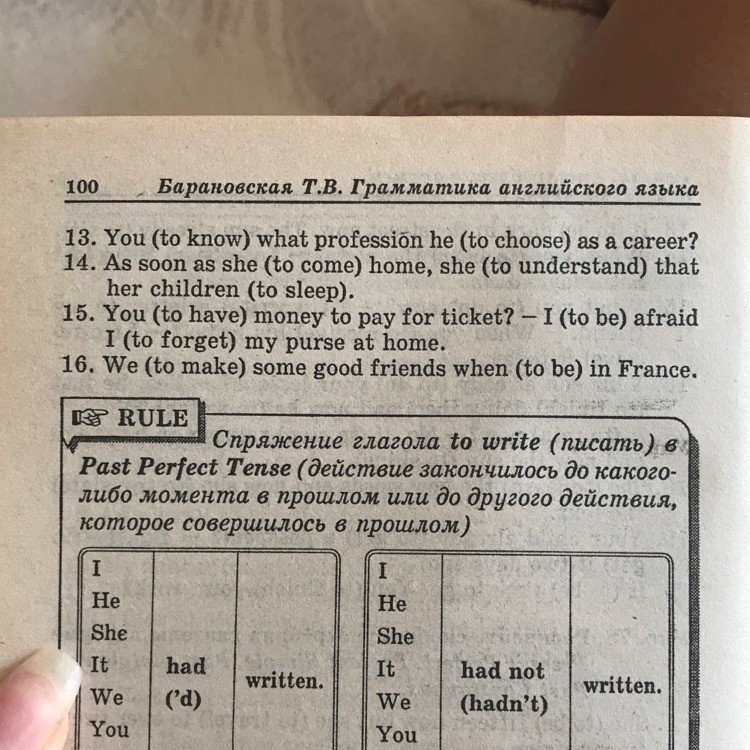 100 Барановская Т.В. Грамматика английского языка
13. You (to know) what profession he (to choose) as a career?
14. As soon as she (to come) home, she (to understand) that
her children (to sleep).
15. You (to have) money to pay for ticket? – I (to be) afraid
I (to forget) my purse at home.
16. We (to make) some good friends when (to be) in France.
RULE
Спряжение глагола to write (писать) в
Past Perfect Tense (действие закончилось до какого-
либо момента в прошлом или до другого действия,
которое совершилось в прошлом)
I
He
She
It
We
You
had
('d)
written.
I
He
She
It
We
You
had not
(hadn't)
written.